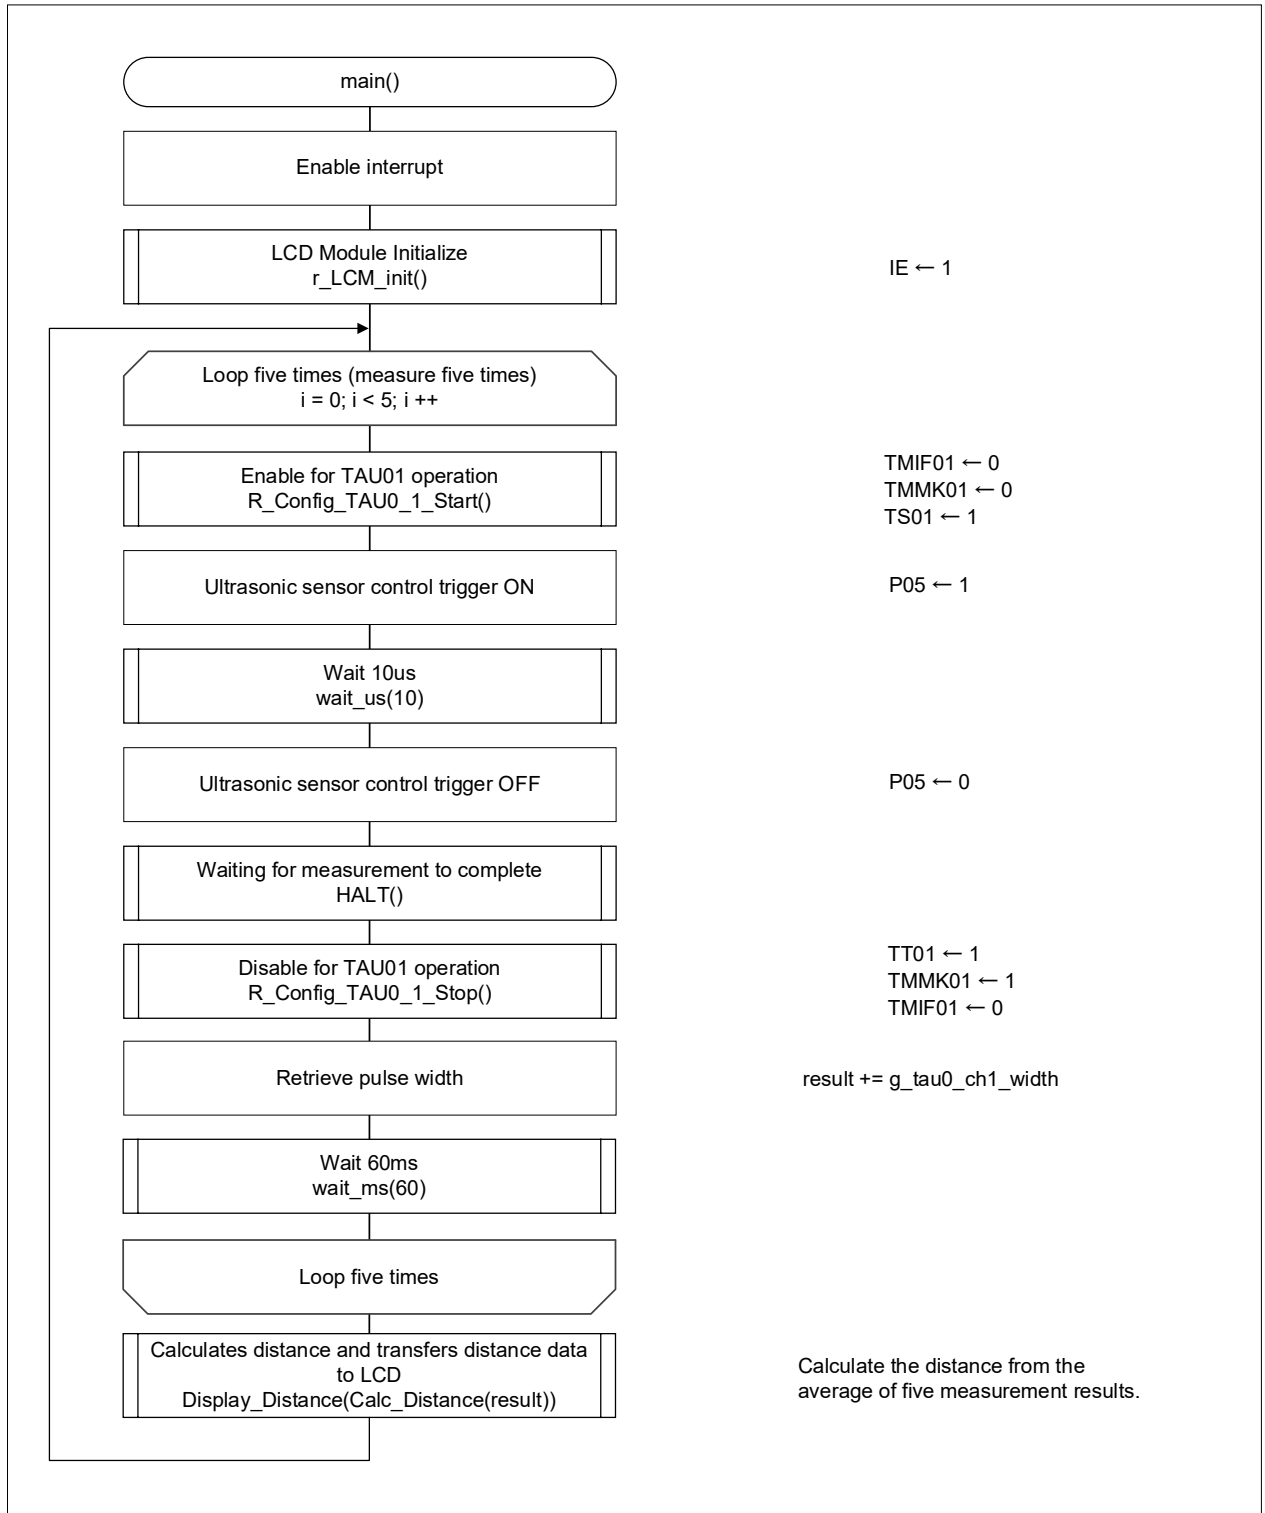 main()
Enable interrupt
LCD Module Initialize
r_LCM_init()
IE ← 1
Loop five times (measure five times)
i = 0; i < 5; i ++
Enable for TAU01 operation
R_Config_TAU0_1_Start()
TMIF01 ← 0
TMMK01 ← 0
TS01 ← 1
Ultrasonic sensor control trigger ON
P05 ← 1
Wait 10us
wait_us(10)
Ultrasonic sensor control trigger OFF
P05 ← 0
Waiting for measurement to complete
HALT()
Disable for TAU01 operation
R_Config_TAU0_1_Stop()
TT01 ← 1
TMMK01 ← 1
TMIF01 ← 0
Retrieve pulse width
result += g_tau0_ch1_width
Wait 60ms
wait_ms(60)
Loop five times
Calculates distance and transfers distance data
to LCD
Display_Distance(Calc_Distance(result))
Calculate the distance from the
average of five measurement results.